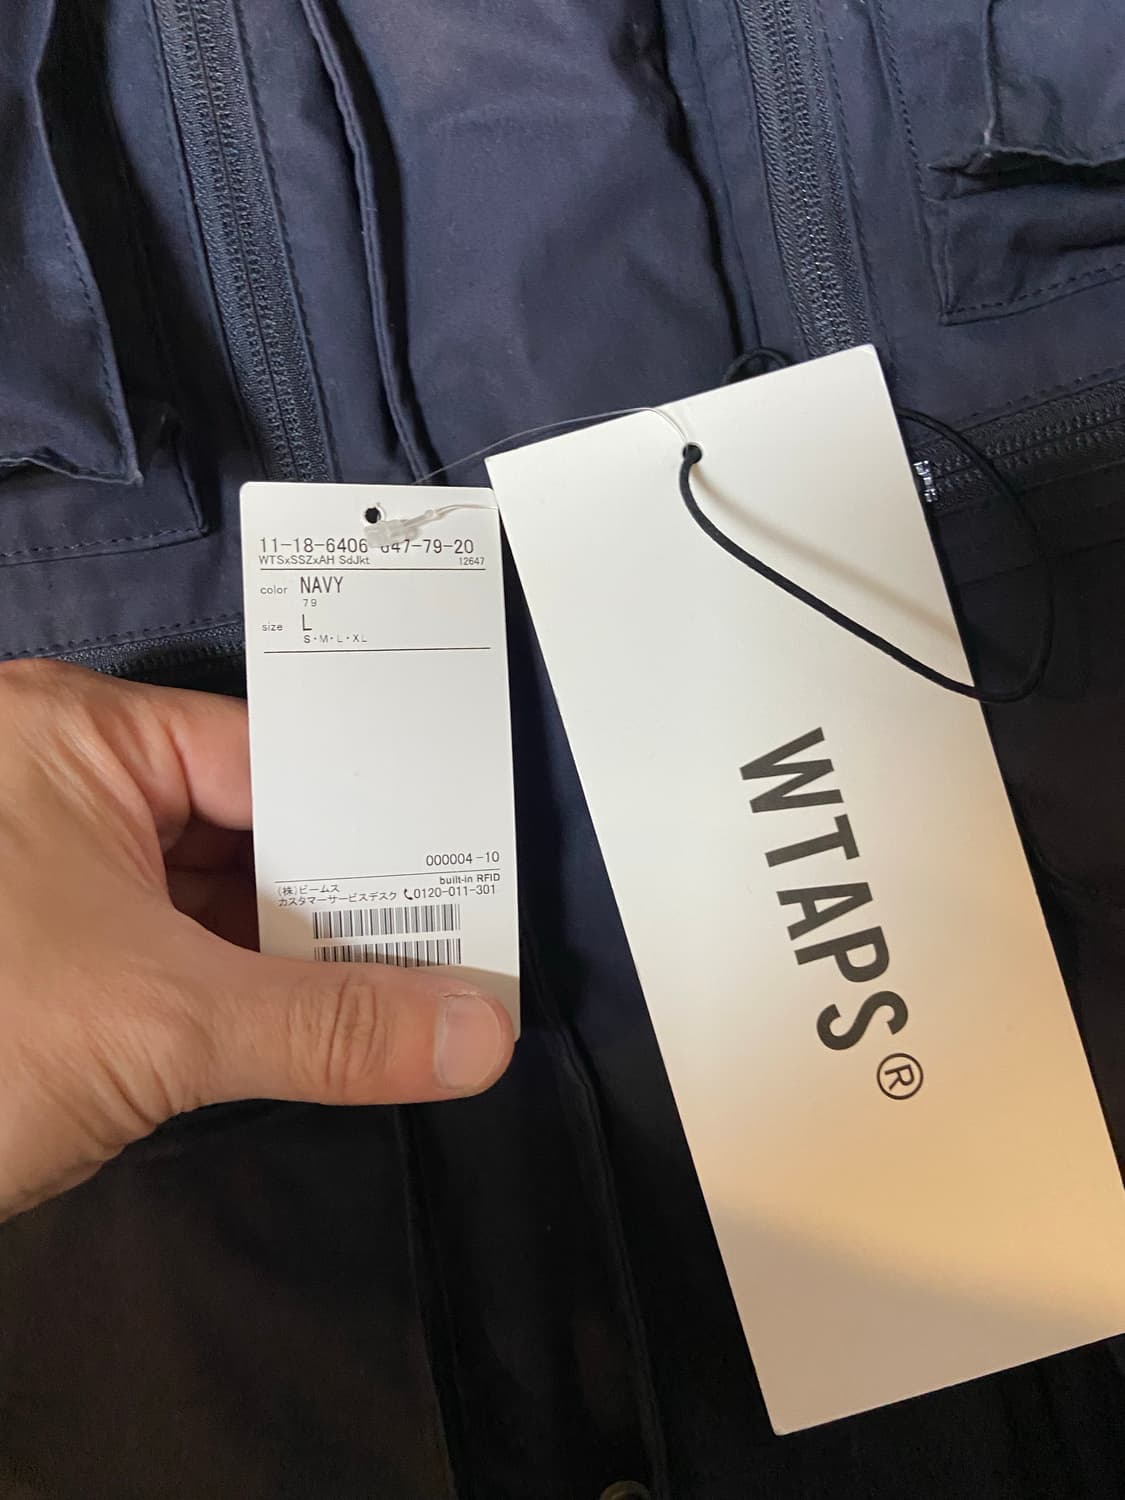 11-18-6406 647-79-20
WTSxSSZxAH SdJkt 12647
color NAVY
79
size L
S・M・L・XL
000004-10
built-in RFID
(株)ビームス
カスタマーサービスデスク 0120-011-301
WTAPS®